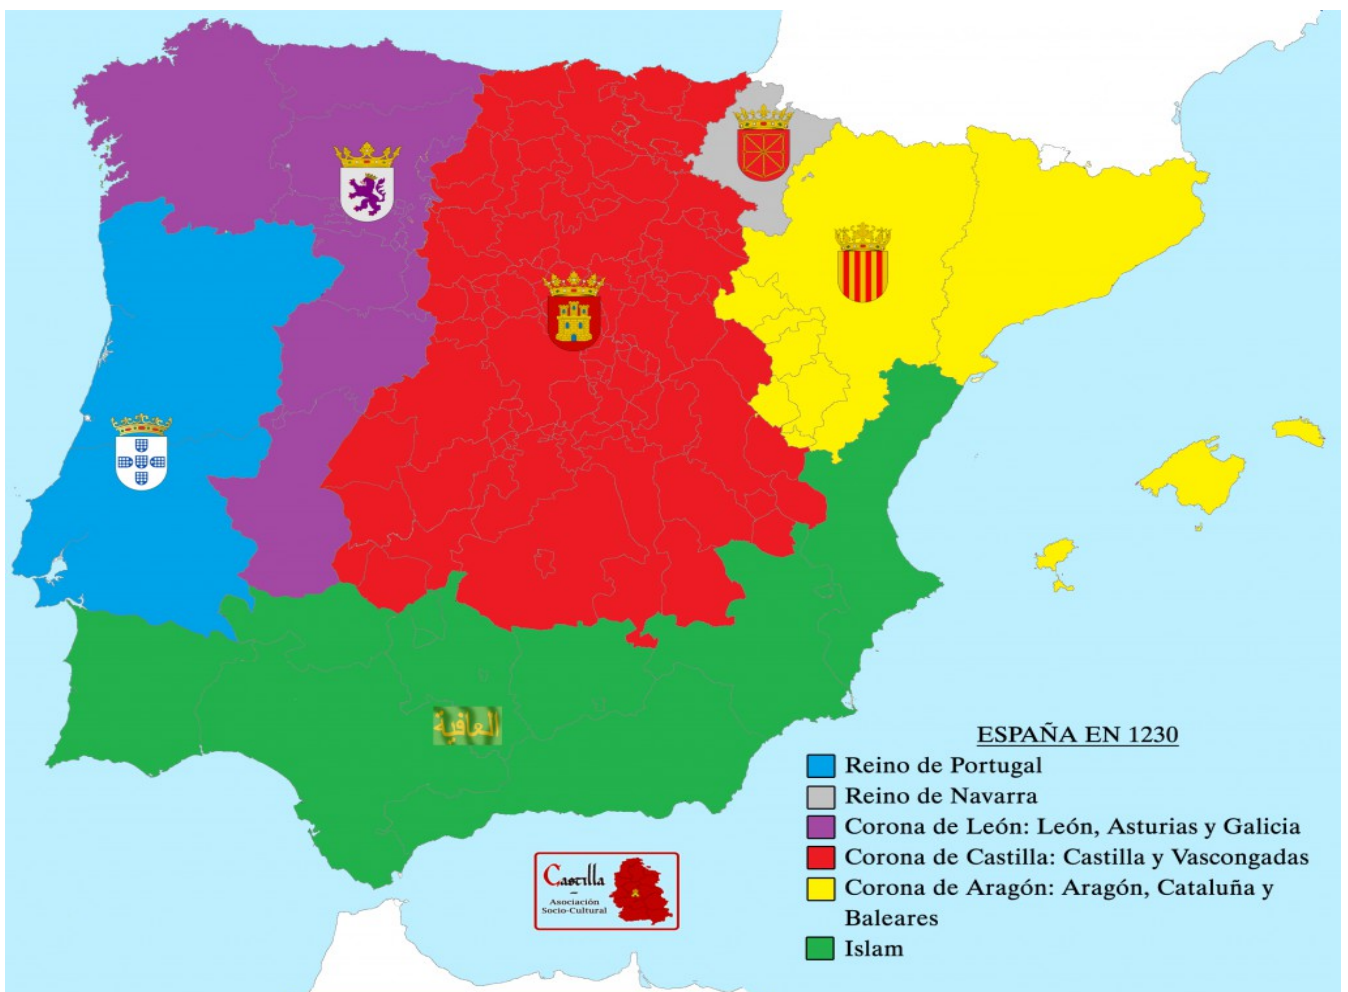 العافية
ESPAÑA EN 1230
Reino de Portugal
Reino de Navarra
Corona de León: León, Asturias y Galicia
Corona de Castilla: Castilla y Vascongadas
Corona de Aragón: Aragón, Cataluña y
Baleares
Islam
Castilla
Asociación
Socio-Cultural